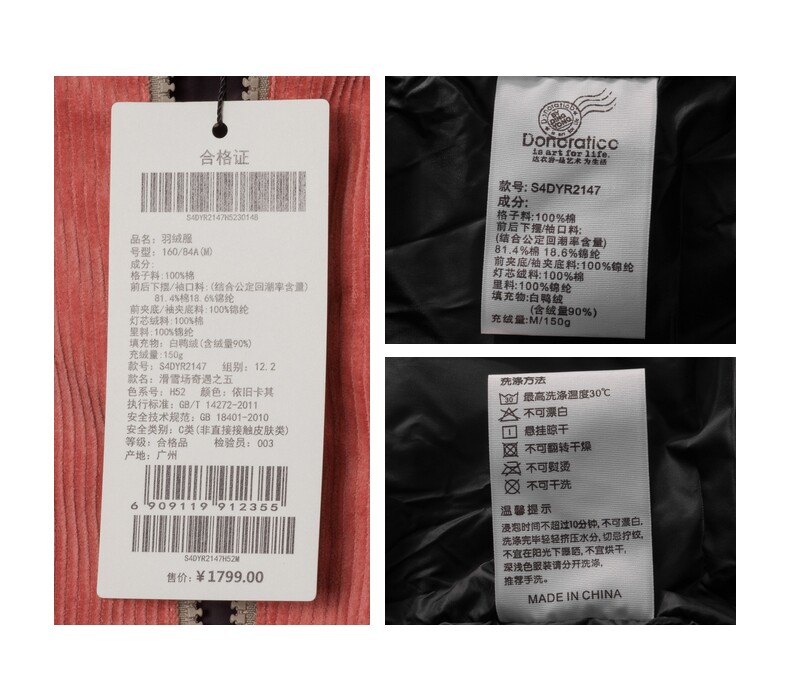 合格证
S4DYR2147H5230148
品名: 羽绒服
号型: 160/84A(M)
成分:
格子料:100%棉
前后下摆/袖口料: (结合公定回潮率含量)
81.4%棉18.6%锦纶
前夹底/袖夹底料:100%锦纶
灯芯绒料:100%棉
里料:100%锦纶
填充物: 白鸭绒(含绒量90%)
充绒量:150g
款号: S4DYR2147 组别: 12.2
款名: 滑雪场奇遇之五
色系号: H52 颜色: 依旧卡其
执行标准: GB/T 14272-2011
安全技术规范: GB 18401-2010
安全类别: C类(非直接接触皮肤类)
等级: 合格品 检验员: 003
产地: 广州
6 909119 912355
S4DYR2147H52M
售价: ¥1799.00
Donoratico
is art for life.
达衣岩·品艺术为生活
款号: S4DYR2147
成分:
格子料:100%棉
前后下摆/袖口料:
(结合公定回潮率含量)
81.4%棉 18.6%锦纶
前夹底/袖夹底料:100%锦纶
灯芯绒料:100%棉
里料:100%锦纶
填充物:白鸭绒
(含绒量90%)
充绒量:M/150g
洗涤方法
最高洗涤温度30℃
不可漂白
悬挂晾干
不可翻转干燥
不可熨烫
不可干洗
温馨提示
浸泡时间不超过10分钟,不可漂白,
洗涤完毕轻轻挤压水分,切忌拧绞,
不宜在阳光下曝晒,不宜烘干,
深浅色服装请分开洗涤,
推荐手洗。
MADE IN CHINA